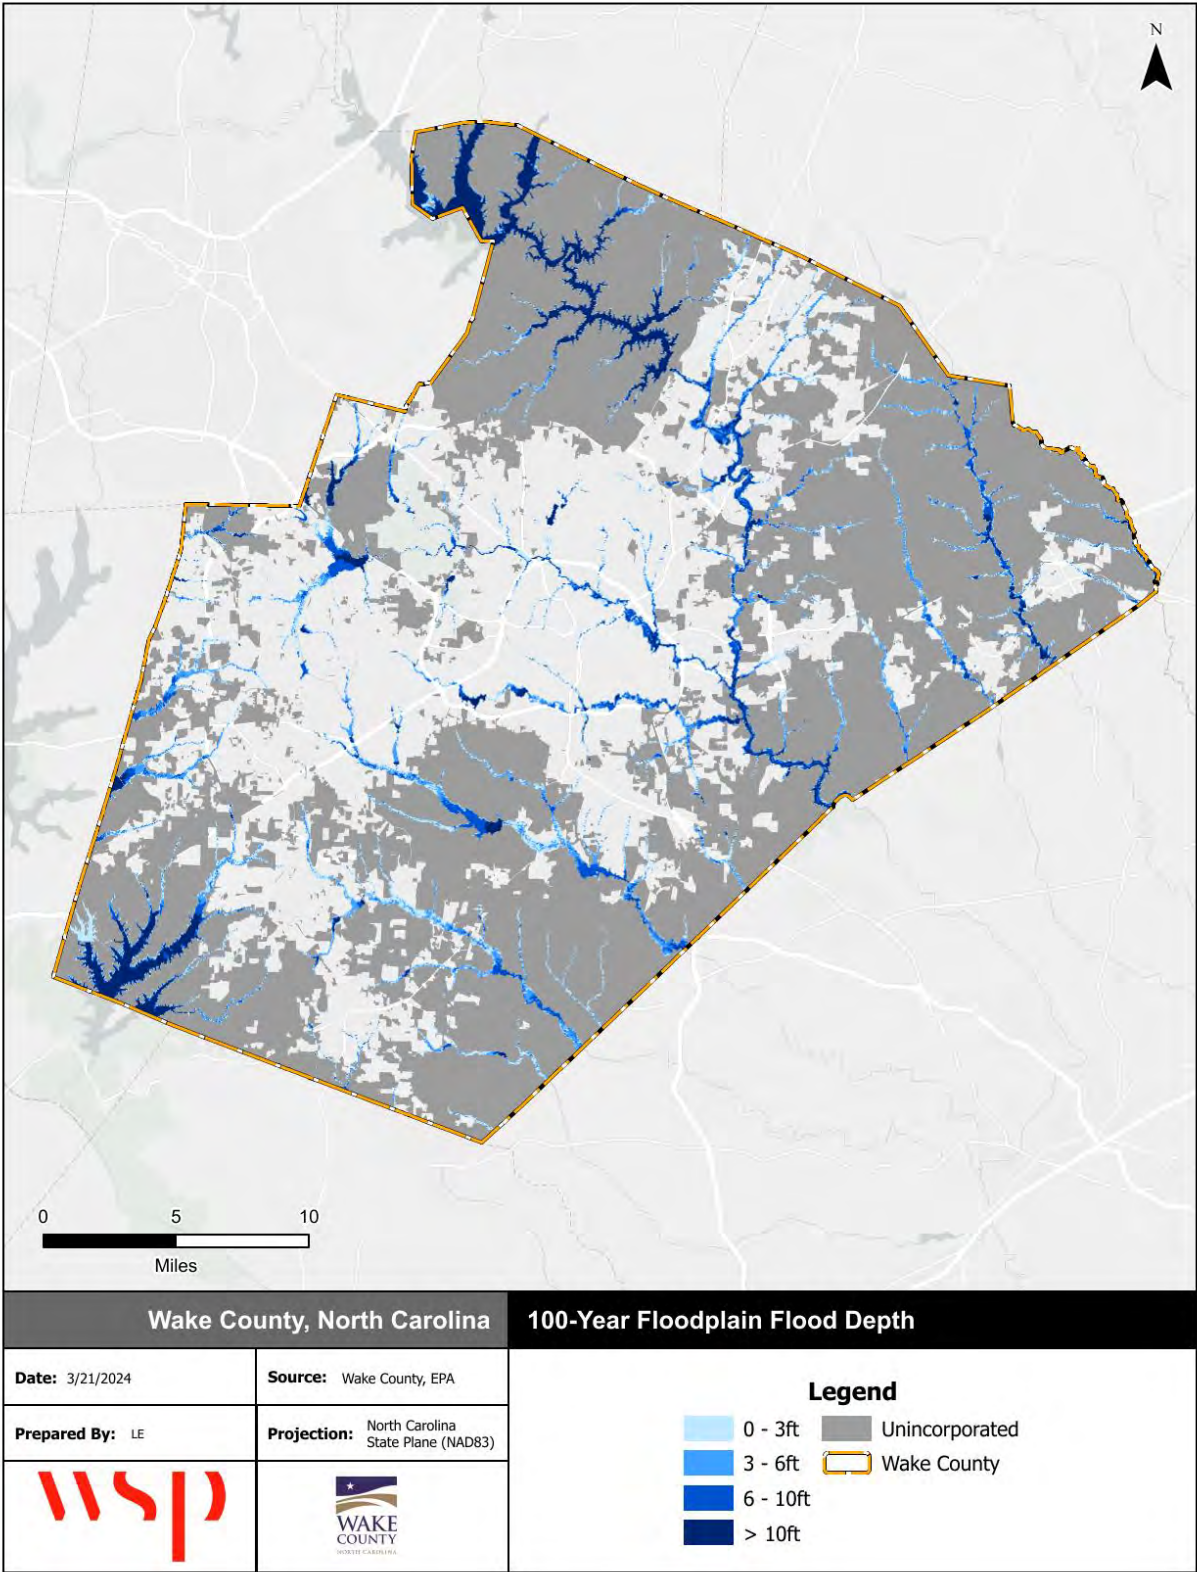 N
0 5 10
Miles
Wake County, North Carolina
100-Year Floodplain Flood Depth
Date: 3/21/2024
Source: Wake County, EPA
Prepared By: LE
Projection: North Carolina
State Plane (NAD83)
wsp
WAKE
COUNTY
NORTH CAROLINA
Legend
0 - 3ft
Unincorporated
3 - 6ft
Wake County
6 - 10ft
> 10ft